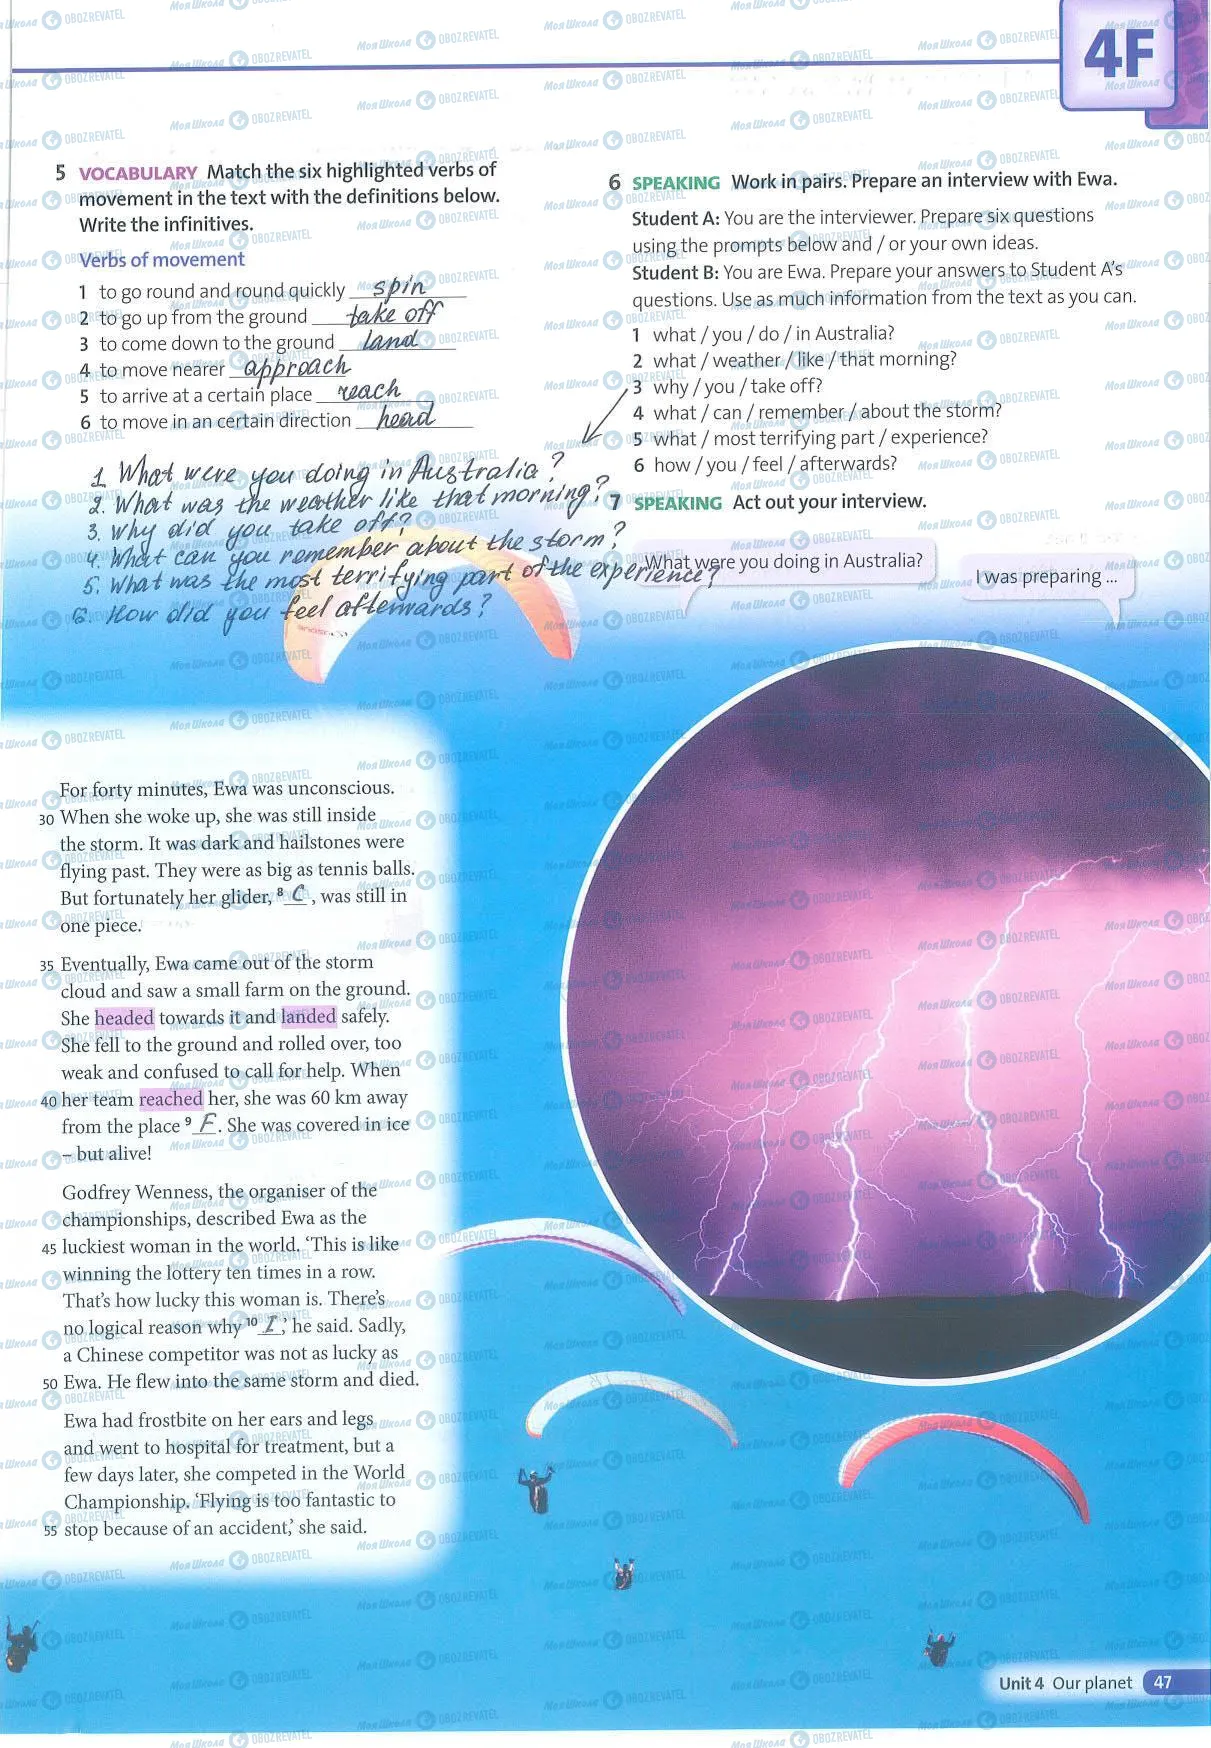 4F
5 VOCABULARY Match the six highlighted verbs of
movement in the text with the definitions below.
Write the infinitives.
Verbs of movement
1 to go round and round quickly spin
2 to go up from the ground take off
3 to come down to the ground land
4 to move nearer approach
5 to arrive at a certain place reach
6 to move in an certain direction head
1. What were you doing in Australia?
2. What was the weather like that morning?
3. Why did you take off?
4. What can you remember about the storm?
5. What was the most terrifying part of the experience?
6. How did you feel afterwards?
6 SPEAKING Work in pairs. Prepare an interview with Ewa.
Student A: You are the interviewer. Prepare six questions
using the prompts below and / or your own ideas.
Student B: You are Ewa. Prepare your answers to Student A's
questions. Use as much information from the text as you can.
1 what / you / do / in Australia?
2 what / weather / like / that morning?
3 why / you / take off?
4 what / can / remember / about the storm?
5 what / most terrifying part / experience?
6 how / you / feel / afterwards?
7 SPEAKING Act out your interview.
What were you doing in Australia?
I was preparing ...
For forty minutes, Ewa was unconscious.
30 When she woke up, she was still inside
the storm. It was dark and hailstones were
flying past. They were as big as tennis balls.
But fortunately her glider, 8 C, was still in
one piece.
35 Eventually, Ewa came out of the storm
cloud and saw a small farm on the ground.
She headed towards it and landed safely.
She fell to the ground and rolled over, too
weak and confused to call for help. When
40 her team reached her, she was 60 km away
from the place 9 F. She was covered in ice
– but alive!
Godfrey Wenness, the organiser of the
championships, described Ewa as the
45 luckiest woman in the world. ‘This is like
winning the lottery ten times in a row.
That's how lucky this woman is. There's
no logical reason why 10 I,’ he said. Sadly,
a Chinese competitor was not as lucky as
50 Ewa. He flew into the same storm and died.
Ewa had frostbite on her ears and legs
and went to hospital for treatment, but a
few days later, she competed in the World
Championship. ‘Flying is too fantastic to
55 stop because of an accident,’ she said.
Unit 4 Our planet 47
МояШкола OBOZREVATEL